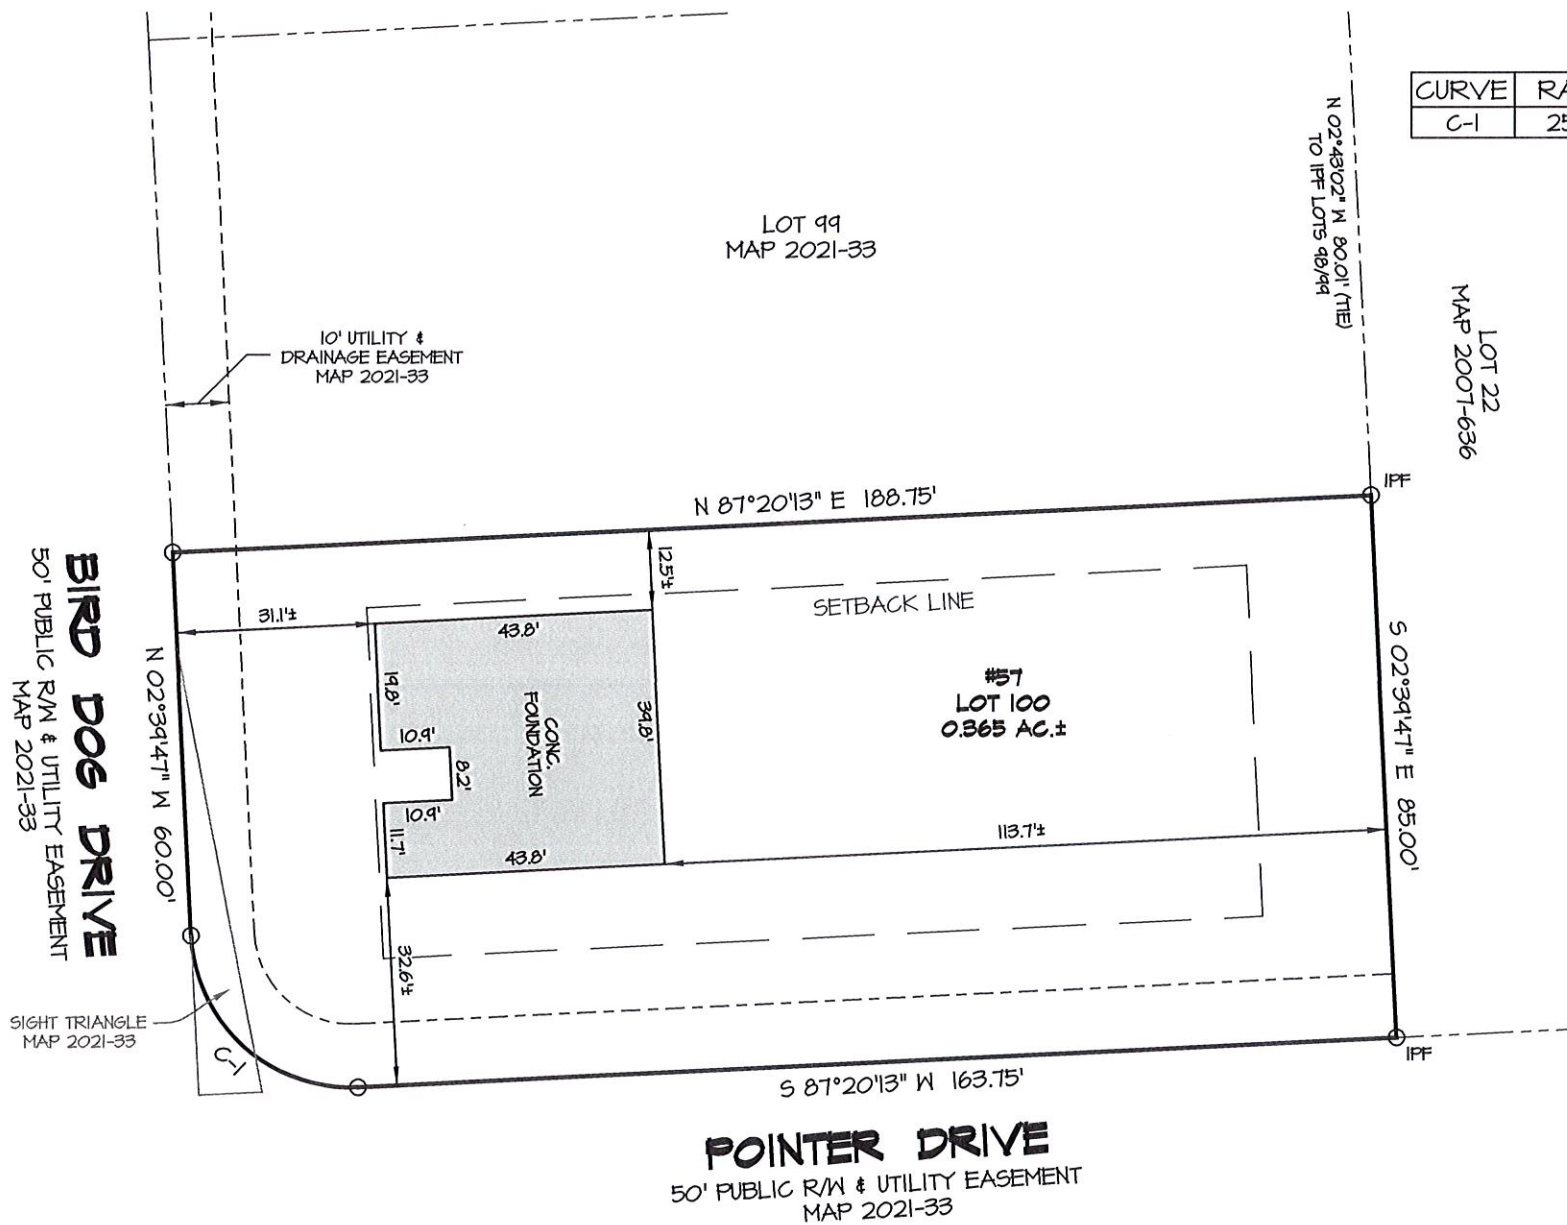 CURVE RA
C-1 25
N 02°43'02" W 80.01' (TIE)
TO IPF LOTS 98/99
LOT 99
MAP 2021-33
LOT 22
MAP 2007-636
10' UTILITY &
DRAINAGE EASEMENT
MAP 2021-33
IPF
N 87°20'13" E 188.75'
12.5'±
SETBACK LINE
31.1'±
43.8'
19.8'
CONC.
FOUNDATION
39.8'
10.9'
8.2'
10.9'
11.7'
43.8'
#57
LOT 100
0.365 AC.±
113.7'±
S 02°39'47" E 85.00'
BIRD DOG DRIVE
50' PUBLIC R/W & UTILITY EASEMENT
MAP 2021-33
N 02°39'47" W 60.00'
32.6'±
SIGHT TRIANGLE
MAP 2021-33
C-1
IPF
S 87°20'13" W 163.75'
POINTER DRIVE
50' PUBLIC R/W & UTILITY EASEMENT
MAP 2021-33